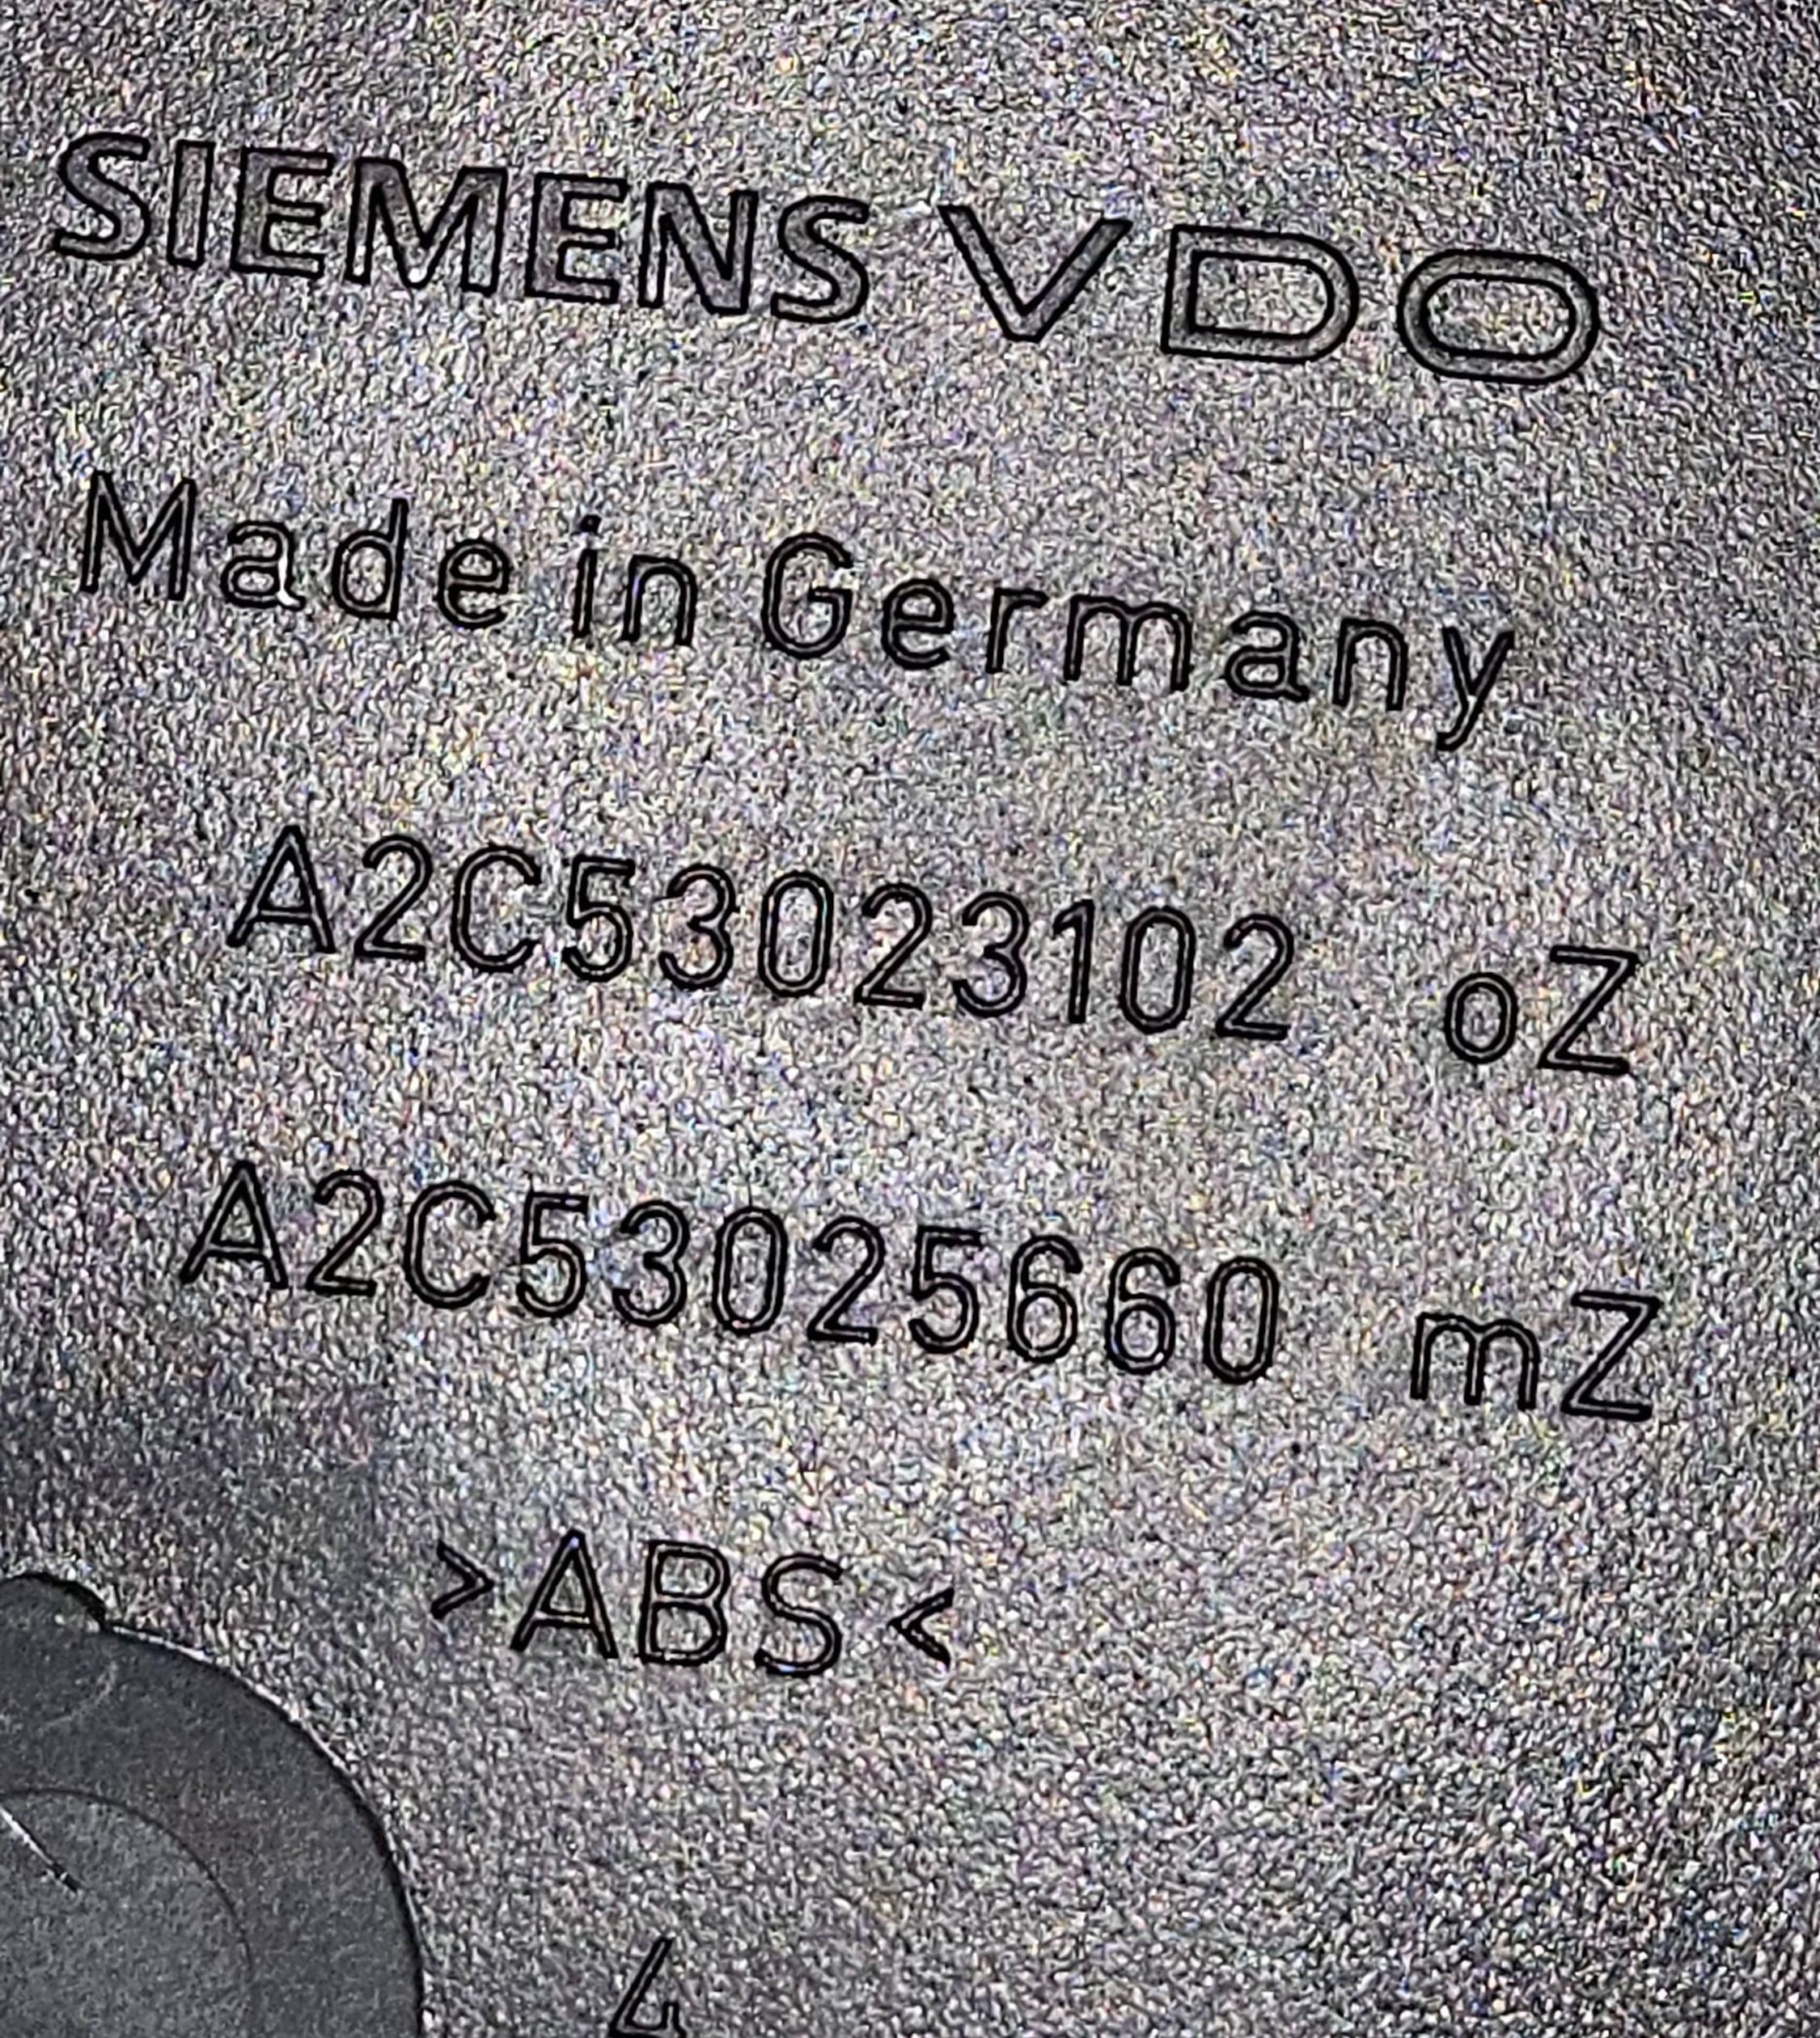 SIEMENS VDO
Made in Germany
A2C53023102 oZ
A2C53025660 mZ
>ABS<
4